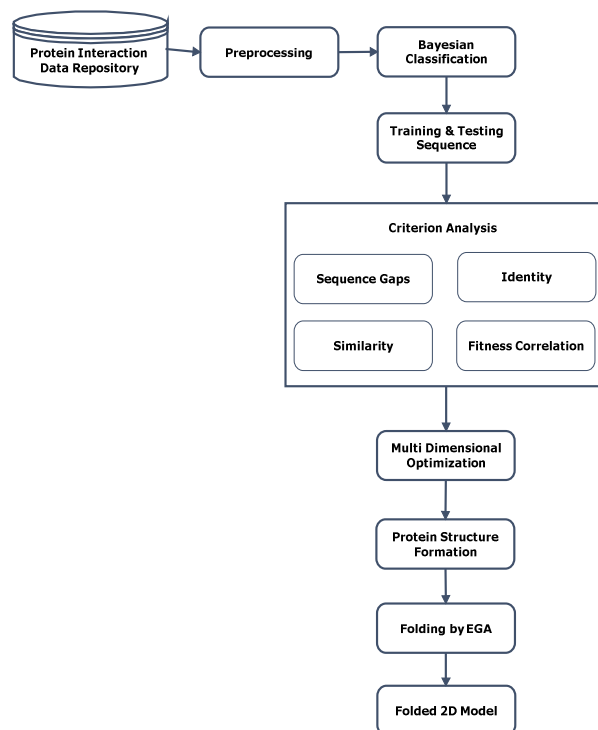 Protein Interaction
Data Repository
Preprocessing
Bayesian
Classification
Training & Testing
Sequence
Criterion Analysis
Sequence Gaps
Identity
Similarity
Fitness Correlation
Multi Dimensional
Optimization
Protein Structure
Formation
Folding by EGA
Folded 2D Model